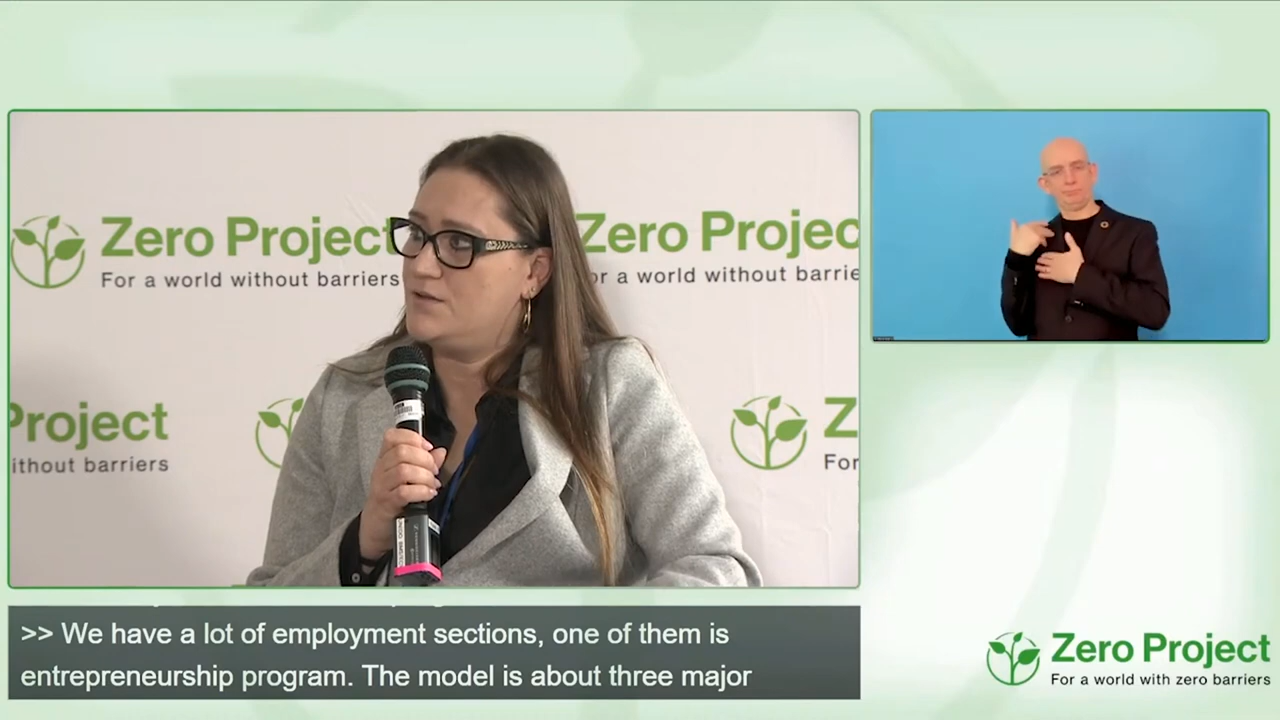 Zero Project
For a world without barriers
Zero Projec
or a world without barrie
Project
ithout barriers
Z
For
>> We have a lot of employment sections, one of them is
entrepreneurship program. The model is about three major
Zero Project
For a world with zero barriers